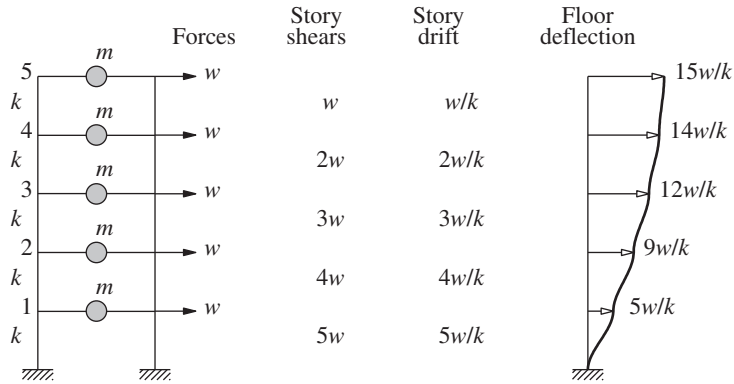 Forces Story shears Story drift Floor deflection
m
5 w 15w/k
k w w/k
m
4 w 14w/k
k 2w 2w/k
m
3 w 12w/k
k 3w 3w/k
m
2 w 9w/k
k 4w 4w/k
m
1 w 5w/k
k 5w 5w/k